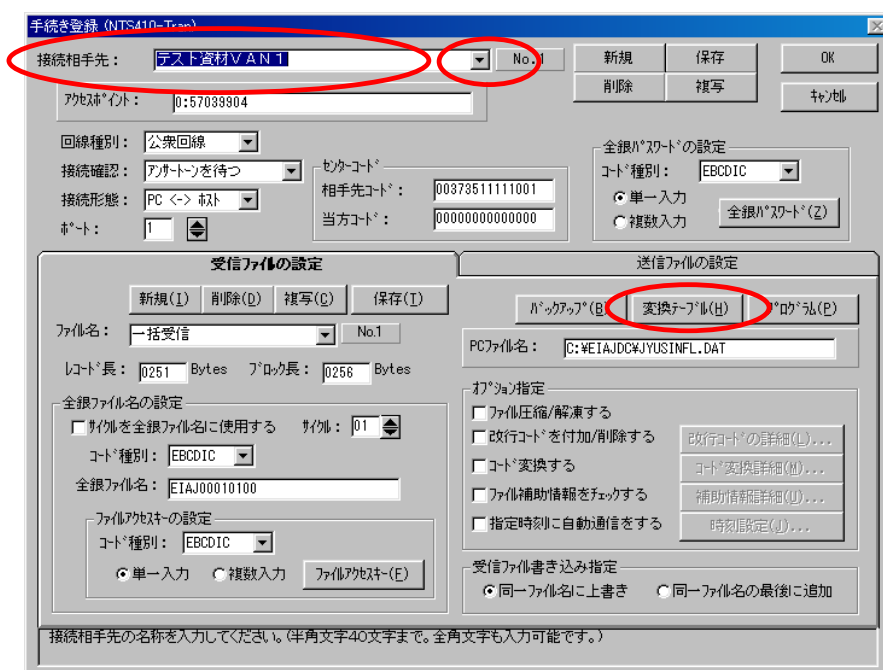 手続き登録 (NTS410-Tran)
接続相手先： テスト資材ＶＡＮ１ No.1 新規 保存 OK
削除 複写 ｷｬﾝｾﾙ
ｱｸｾｽﾎﾟｲﾝﾄ： 0:57039904
回線種別： 公衆回線
接続確認： ｱﾝｻｰﾄｰﾝを待つ
接続形態： PC <-> ﾎｽﾄ
ﾎﾟｰﾄ： 1
ｾﾝﾀｰｺｰﾄﾞ
相手先ｺｰﾄﾞ： 00373511111001
当方ｺｰﾄﾞ： 00000000000000
全銀ﾊﾟｽﾜｰﾄﾞの設定
ｺｰﾄﾞ種別： EBCDIC
単一入力
複数入力 全銀ﾊﾟｽﾜｰﾄﾞ(Z)
受信ﾌｧｲﾙの設定 送信ﾌｧｲﾙの設定
新規(I) 削除(D) 複写(C) 保存(T)
ﾌｧｲﾙ名： 一括受信 No.1
ﾚｺｰﾄﾞ長： 0251 Bytes ﾌﾞﾛｯｸ長： 0256 Bytes
全銀ﾌｧｲﾙ名の設定
ｻｲｸﾙを全銀ﾌｧｲﾙ名に使用する ｻｲｸﾙ： 01
ｺｰﾄﾞ種別： EBCDIC
全銀ﾌｧｲﾙ名： EIAJ00010100
ﾌｧｲﾙｱｸｾｽｷｰの設定
ｺｰﾄﾞ種別： EBCDIC
単一入力 複数入力 ﾌｧｲﾙｱｸｾｽｷｰ(F)
ﾊﾞｯｸｱｯﾌﾟ(B) 変換ﾃｰﾌﾞﾙ(H) ﾌﾟﾛｸﾞﾗﾑ(P)
PCﾌｧｲﾙ名： C:¥EIAJDC¥JYUSINFL.DAT
ｵﾌﾟｼｮﾝ指定
ﾌｧｲﾙ圧縮/解凍する
改行ｺｰﾄﾞを付加/削除する 改行ｺｰﾄﾞの詳細(L)...
ｺｰﾄﾞ変換する ｺｰﾄﾞ変換詳細(M)...
ﾌｧｲﾙ補助情報をﾁｪｯｸする 補助情報詳細(U)...
指定時刻に自動通信をする 時刻設定(J)...
受信ﾌｧｲﾙ書き込み指定
同一ﾌｧｲﾙ名に上書き 同一ﾌｧｲﾙ名の最後に追加
接続相手先の名称を入力してください。(半角文字40文字まで。全角文字も入力可能です。)